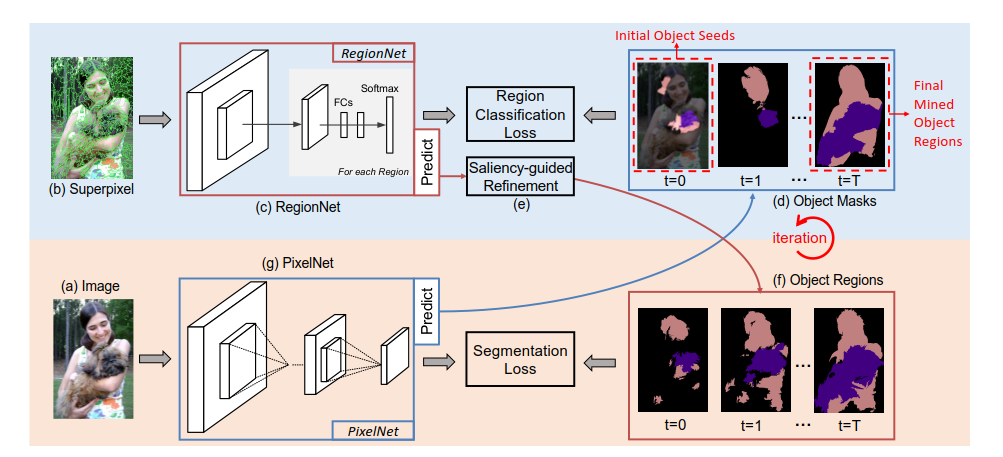 Initial Object Seeds
RegionNet
Softmax
FCs
For each Region
Predict
(b) Superpixel
(c) RegionNet
Region
Classification
Loss
Saliency-guided
Refinement
(e)
t=0
t=1
...
t=T
...
Final
Mined
Object
Regions
(d) Object Masks
iteration
(g) PixelNet
(a) Image
Predict
PixelNet
Segmentation
Loss
(f) Object Regions
...
t=0
t=1
...
t=T